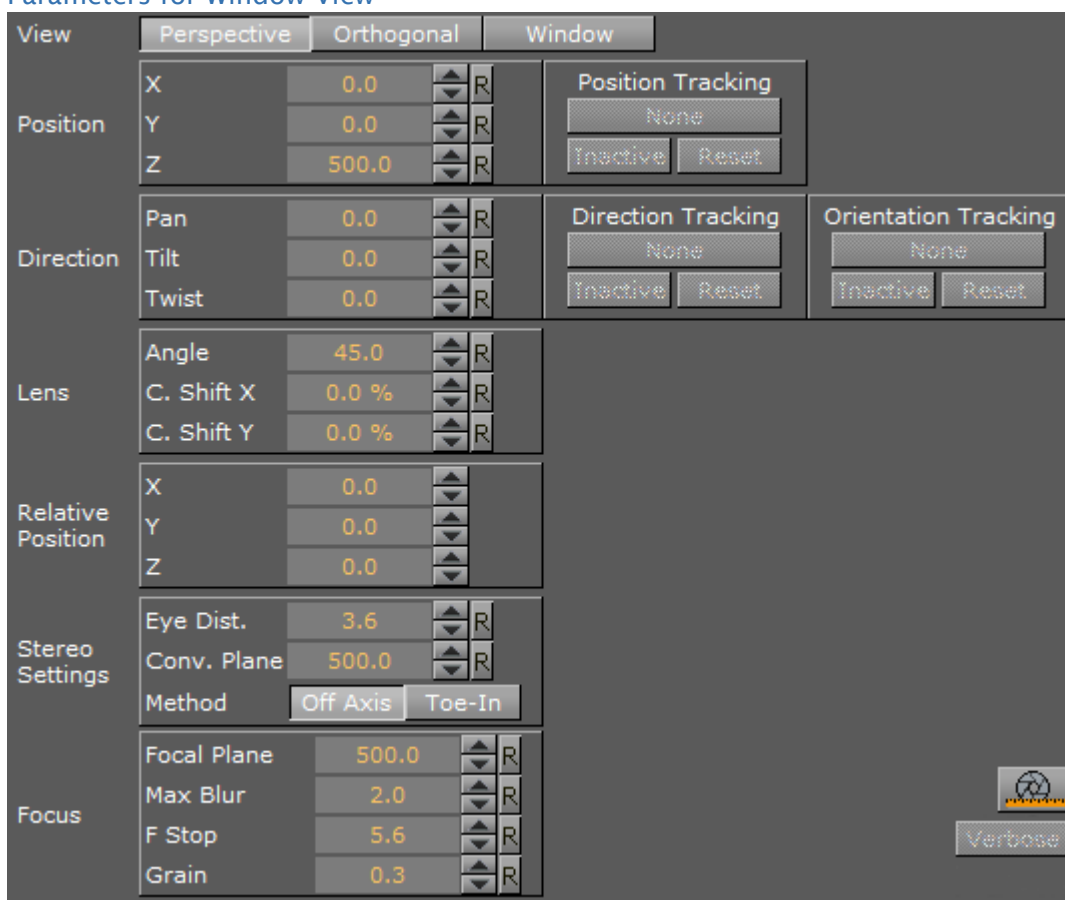 Parameters for Window View
View Perspective Orthogonal Window
X 0.0 R Position Tracking
Position Y 0.0 R None
Z 500.0 R Inactive Reset
Pan 0.0 R Direction Tracking Orientation Tracking
Direction Tilt 0.0 R None None
Twist 0.0 R Inactive Reset Inactive Reset
Angle 45.0 R
Lens C. Shift X 0.0 % R
C. Shift Y 0.0 % R
X 0.0
Relative Position Y 0.0
Z 0.0
Eye Dist. 3.6 R
Stereo Settings Conv. Plane 500.0 R
Method Off Axis Toe-In
Focal Plane 500.0 R
Max Blur 2.0 R
Focus F Stop 5.6 R Verbose
Grain 0.3 R